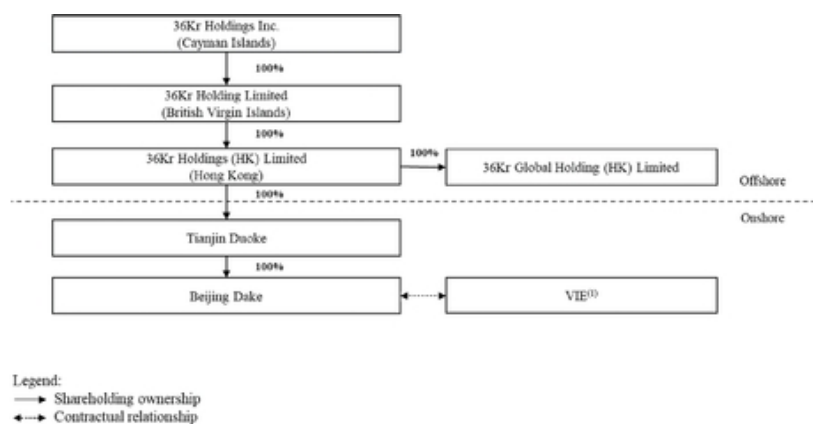 36Kr Holdings Inc.
(Cayman Islands)
100%
36Kr Holding Limited
(British Virgin Islands)
100%
36Kr Holdings (HK) Limited
(Hong Kong)
100%
36Kr Global Holding (HK) Limited
Offshore
100%
Onshore
Tianjin Duoke
100%
Beijing Dake
VIE(1)
Legend:
Shareholding ownership
Contractual relationship